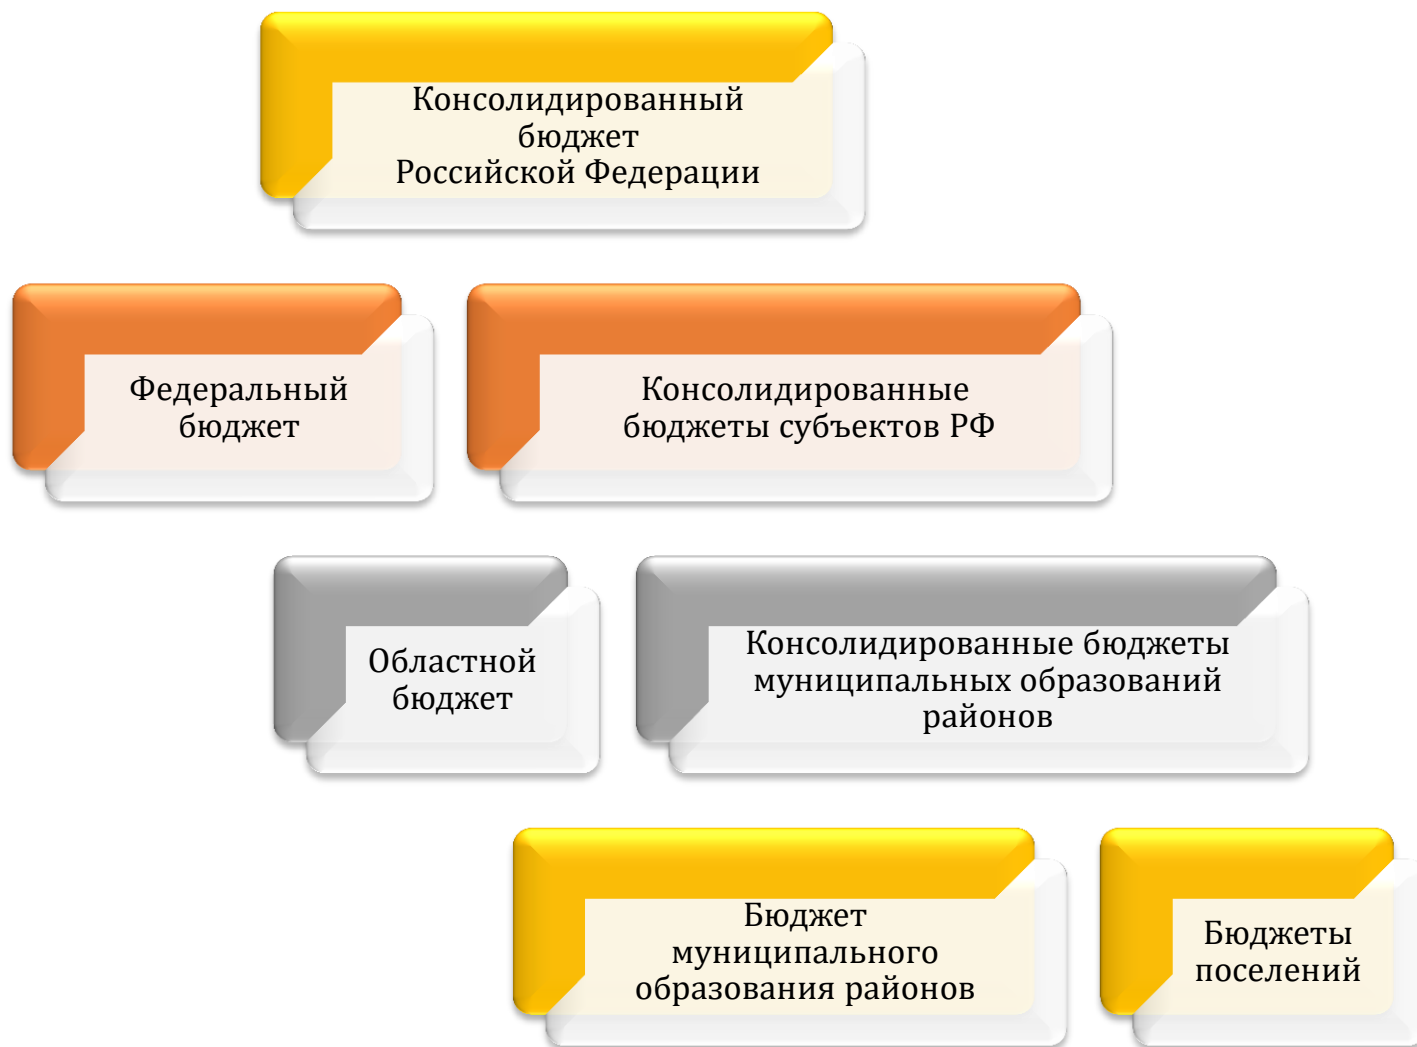 Консолидированный
бюджет
Российской Федерации
Федеральный
бюджет
Консолидированные
бюджеты субъектов РФ
Областной
бюджет
Консолидированные бюджеты
муниципальных образований
районов
Бюджет
муниципального
образования районов
Бюджеты
поселений